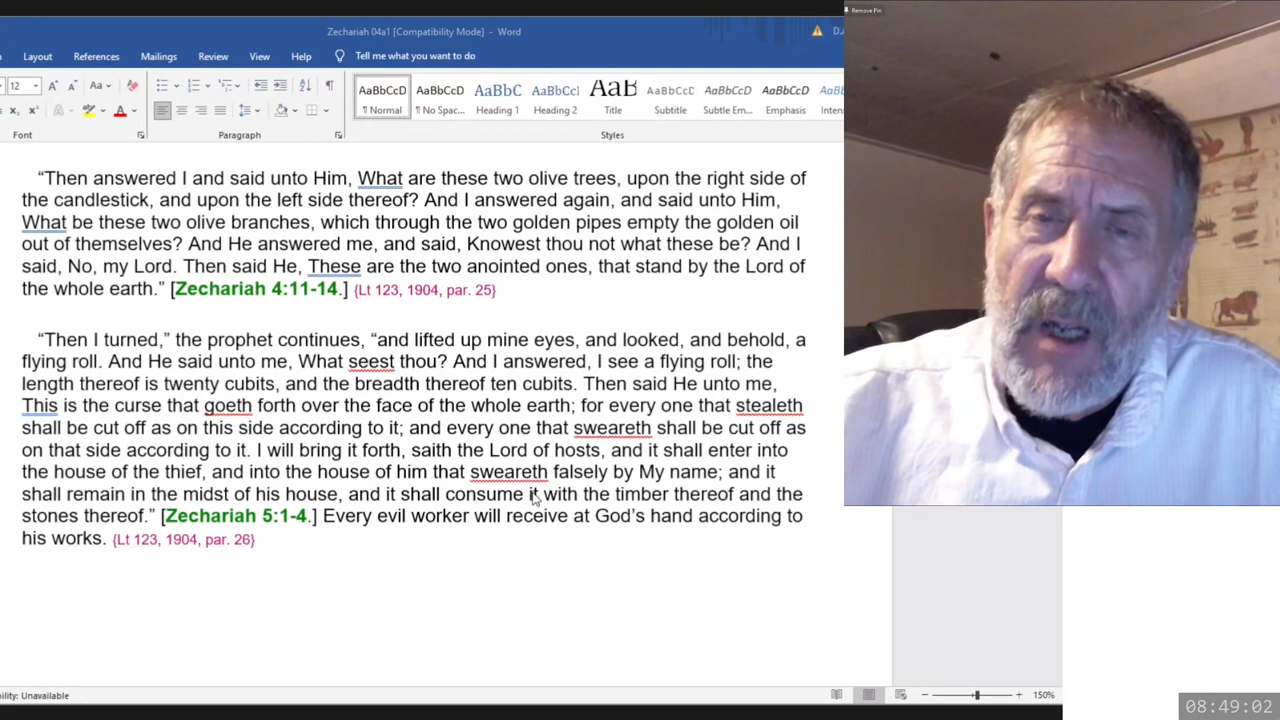 Remove Pin
Zechariah 04a1 [Compatibility Mode] - Word
Layout References Mailings Review View Help Tell me what you want to do
12 Aa
AaBbCcD AaBbCcD AaBbC AaBbCcl AaB AaBbCcD AaBbCcD AaBbCcD
¶ Normal ¶ No Spac... Heading 1 Heading 2 Title Subtitle Subtle Em... Emphasis
Font Paragraph Styles
“Then answered I and said unto Him, What are these two olive trees, upon the right side of
the candlestick, and upon the left side thereof? And I answered again, and said unto Him,
What be these two olive branches, which through the two golden pipes empty the golden oil
out of themselves? And He answered me, and said, Knowest thou not what these be? And I
said, No, my Lord. Then said He, These are the two anointed ones, that stand by the Lord of
the whole earth.” [Zechariah 4:11-14.] {Lt 123, 1904, par. 25}
“Then I turned,” the prophet continues, “and lifted up mine eyes, and looked, and behold, a
flying roll. And He said unto me, What seest thou? And I answered, I see a flying roll; the
length thereof is twenty cubits, and the breadth thereof ten cubits. Then said He unto me,
This is the curse that goeth forth over the face of the whole earth; for every one that stealeth
shall be cut off as on this side according to it; and every one that sweareth shall be cut off as
on that side according to it. I will bring it forth, saith the Lord of hosts, and it shall enter into
the house of the thief, and into the house of him that sweareth falsely by My name; and it
shall remain in the midst of his house, and it shall consume it with the timber thereof and the
stones thereof.” [Zechariah 5:1-4.] Every evil worker will receive at God’s hand according to
his works. {Lt 123, 1904, par. 26}
bility: Unavailable
150%
08:49:02